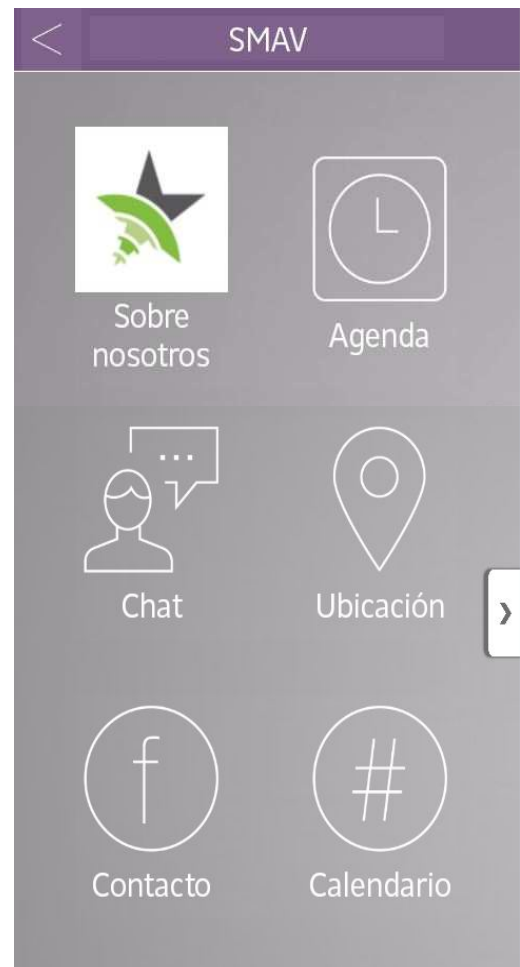 SMAV
Sobre
nosotros
Agenda
Chat
Ubicación
Contacto
Calendario